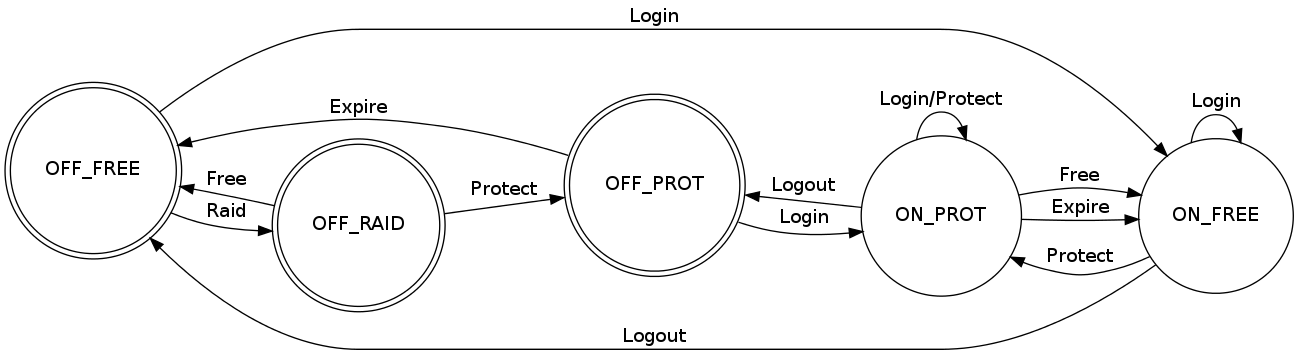 Login
Login/Protect
Login
Expire
OFF_FREE
Free
Raid
OFF_RAID
Protect
OFF_PROT
Logout
Login
ON_PROT
Free
Expire
Protect
ON_FREE
Logout